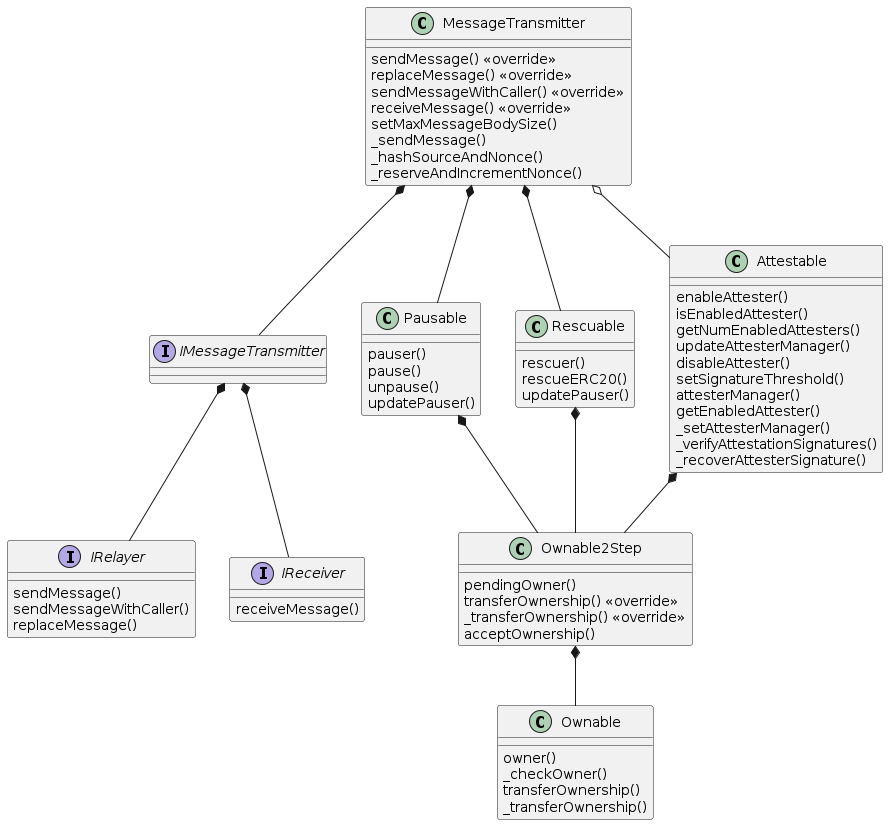 C MessageTransmitter
sendMessage() «override»
replaceMessage() «override»
sendMessageWithCaller() «override»
receiveMessage() «override»
setMaxMessageBodySize()
_sendMessage()
_hashSourceAndNonce()
_reserveAndIncrementNonce()
I IMessageTransmitter
C Pausable
pauser()
pause()
unpause()
updatePauser()
C Rescuable
rescuer()
rescueERC20()
updatePauser()
C Attestable
enableAttester()
isEnabledAttester()
getNumEnabledAttesters()
updateAttesterManager()
disableAttester()
setSignatureThreshold()
attesterManager()
getEnabledAttester()
_setAttesterManager()
_verifyAttestationSignatures()
_recoverAttesterSignature()
I IRelayer
sendMessage()
sendMessageWithCaller()
replaceMessage()
I IReceiver
receiveMessage()
C Ownable2Step
pendingOwner()
transferOwnership() «override»
_transferOwnership() «override»
acceptOwnership()
C Ownable
owner()
_checkOwner()
transferOwnership()
_transferOwnership()